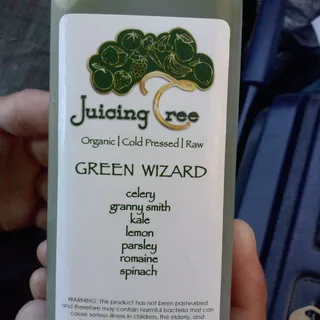 Juicing Tree
Organic | Cold Pressed | Raw
GREEN WIZARD
celery
granny smith
kale
lemon
parsley
romaine
spinach
WARNING: This product has not been pasteurized
and therefore may contain harmful bacteria that can
cause serious illness in children, the elderly, and